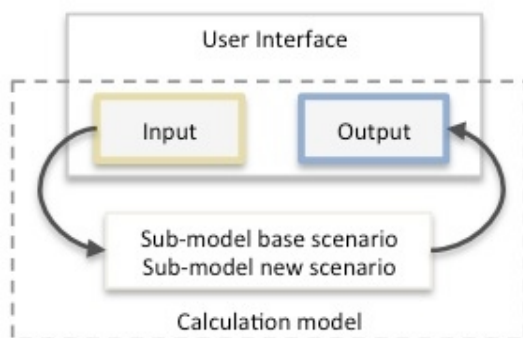 User Interface
Input
Output
Sub-model base scenario
Sub-model new scenario
Calculation model